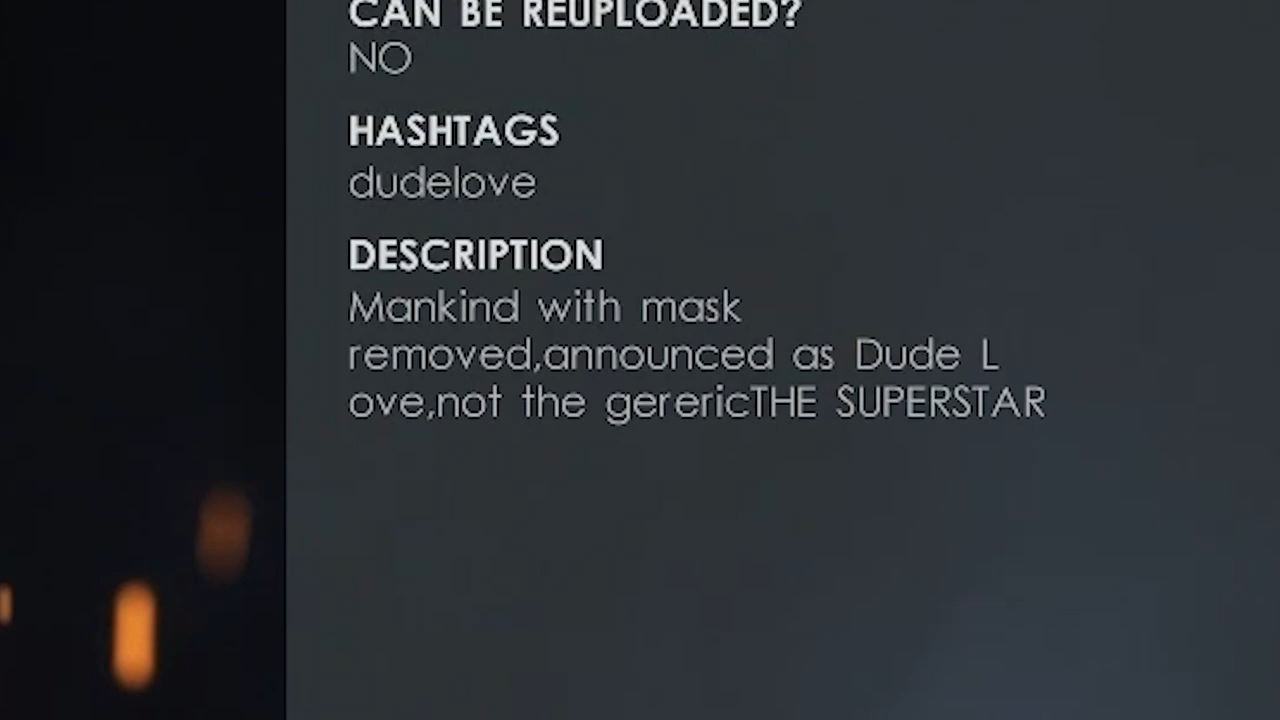 CAN BE REUPLOADED?
NO
HASHTAGS
dudelove
DESCRIPTION
Mankind with mask
removed,announced as Dude L
ove,not the gerericTHE SUPERSTAR